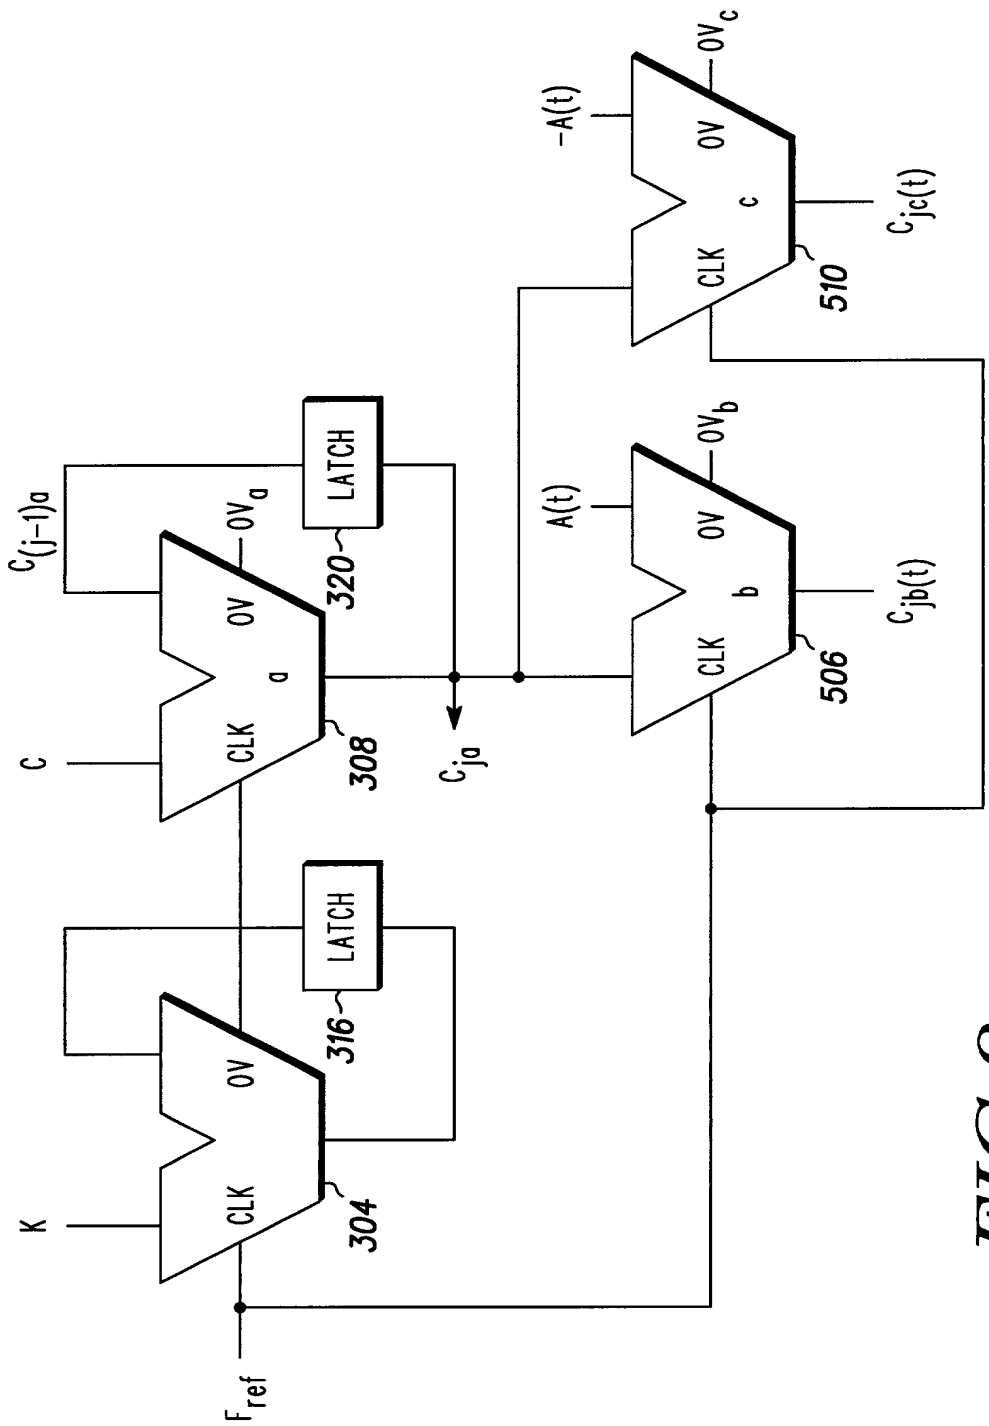 K
C
C(j-1)a
CLK
OV
304
LATCH
316
CLK
OV
a
OVa
308
LATCH
320
Fref
Cja
A(t)
-A(t)
CLK
OV
b
OVb
506
Cjb(t)
CLK
OV
c
OVc
510
Cjc(t)
FIG